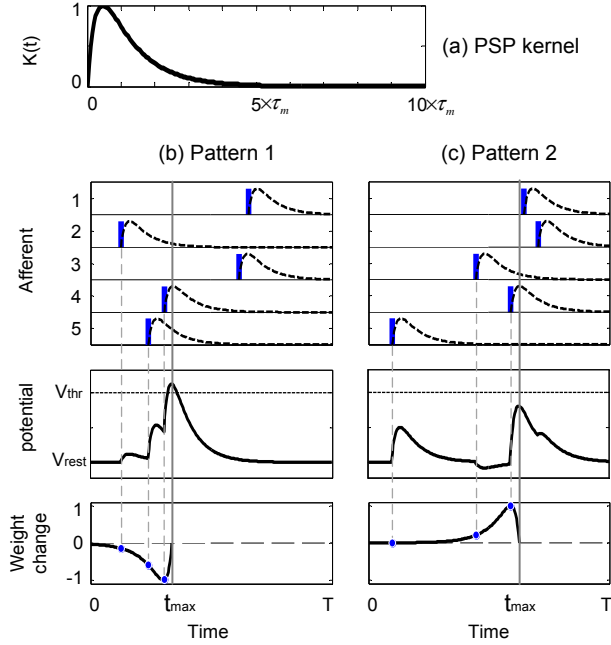 1
K(t)
0
0
5×τm
10×τm
(a) PSP kernel
(b) Pattern 1
(c) Pattern 2
Afferent
1
2
3
4
5
potential
Vthr
Vrest
Weight
change
1
0
-1
0
tmax
T
Time
0
tmax
T
Time